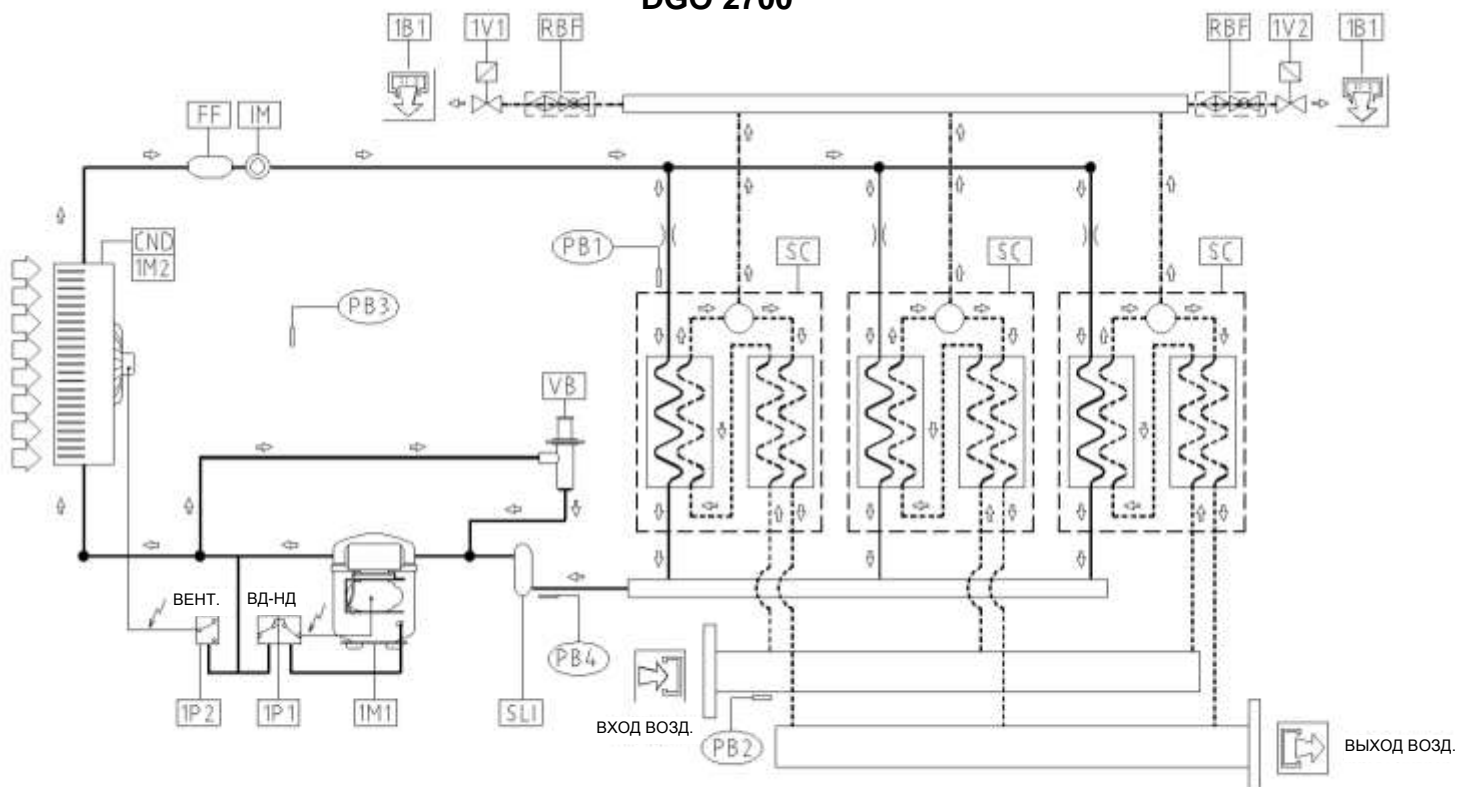 DGO 2700
1B1 1V1 RBF RBF 1V2 1B1
FF IM
CND
1M2
PB1 SC SC SC
PB3
VB
ВЕНТ. ВД-НД
PB4
1P2 1P1 1M1 SLI
ВХОД ВОЗД.
PB2
ВЫХОД ВОЗД.